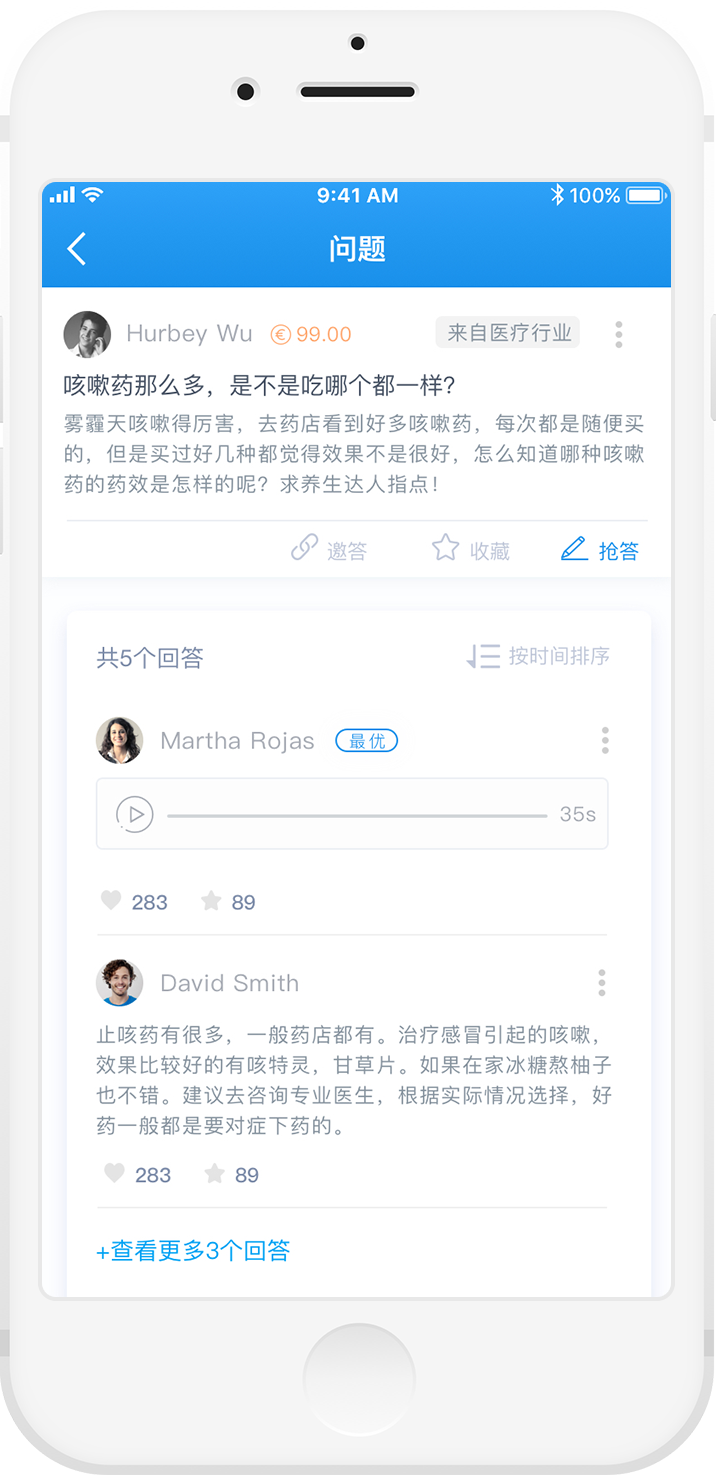 9:41 AM
100%
问题
Hurbey Wu
€ 99.00
来自医疗行业
咳嗽药那么多，是不是吃哪个都一样？
雾霾天咳嗽得厉害，去药店看到好多咳嗽药，每次都是随便买
的，但是买过好几种都觉得效果不是很好，怎么知道哪种咳嗽
药的药效是怎样的呢？求养生达人指点！
邀答
收藏
抢答
共5个回答
按时间排序
Martha Rojas
最优
35s
283
89
David Smith
止咳药有很多，一般药店都有。治疗感冒引起的咳嗽，
效果比较好的有咳特灵，甘草片。如果在家冰糖熬柚子
也不错。建议去咨询专业医生，根据实际情况选择，好
药一般都是要对症下药的。
283
89
+查看更多3个回答